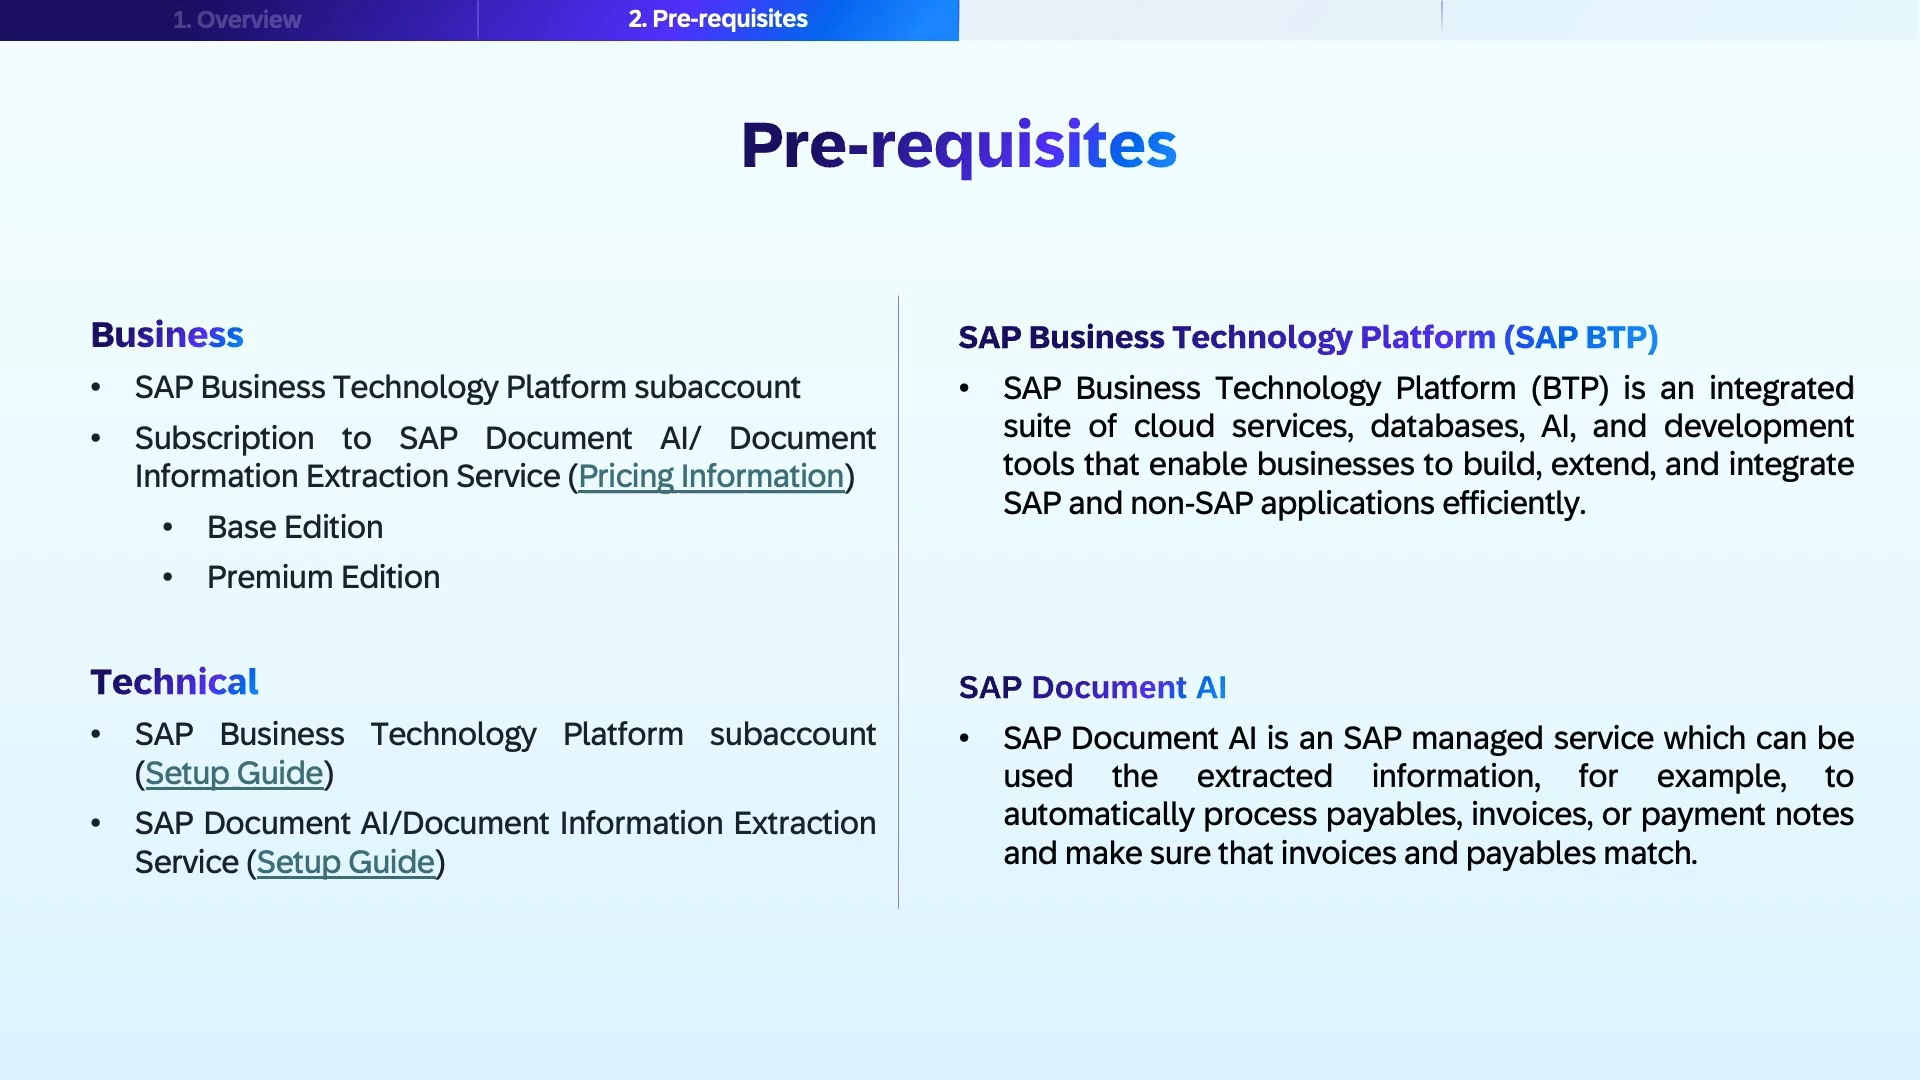 1. Overview
2. Pre-requisites
Pre-requisites
Business
• SAP Business Technology Platform subaccount
• Subscription to SAP Document AI/ Document
Information Extraction Service (Pricing Information)
• Base Edition
• Premium Edition
Technical
• SAP Business Technology Platform subaccount
(Setup Guide)
• SAP Document AI/Document Information Extraction
Service (Setup Guide)
SAP Business Technology Platform (SAP BTP)
• SAP Business Technology Platform (BTP) is an integrated
suite of cloud services, databases, AI, and development
tools that enable businesses to build, extend, and integrate
SAP and non-SAP applications efficiently.
SAP Document AI
• SAP Document AI is an SAP managed service which can be
used the extracted information, for example, to
automatically process payables, invoices, or payment notes
and make sure that invoices and payables match.